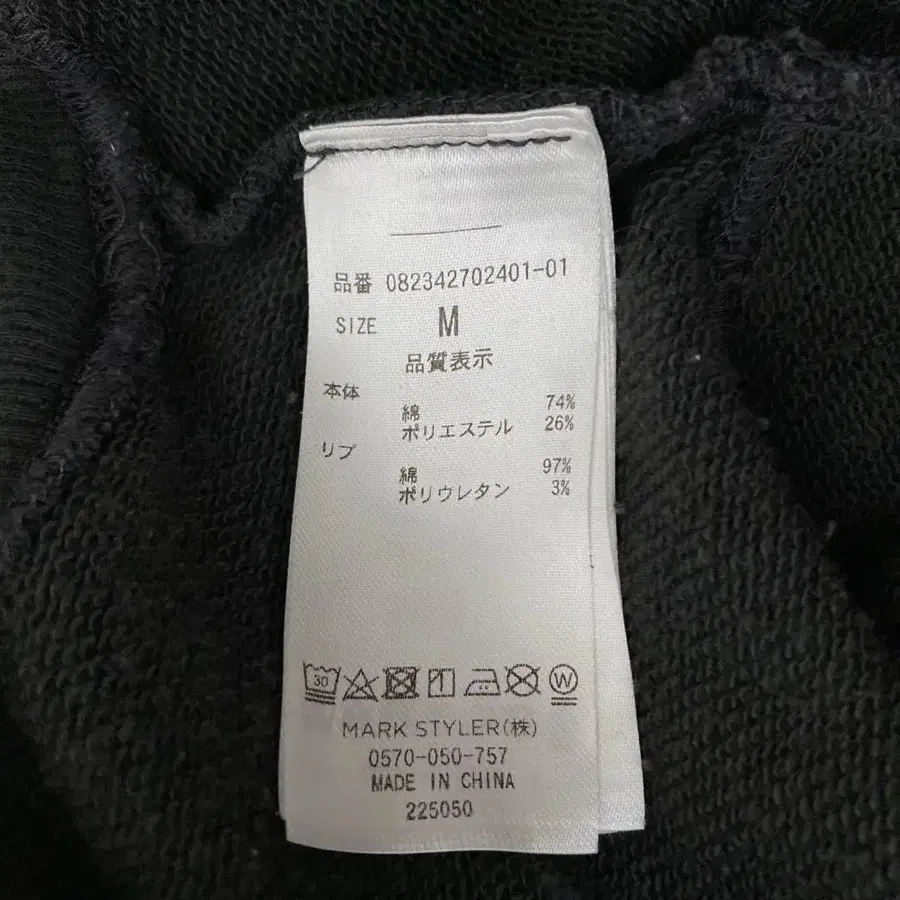 品番 082342702401-01
SIZE M
品質表示
本体
綿 74%
ポリエステル 26%
リブ
綿 97%
ポリウレタン 3%
30 W
MARK STYLER(株)
0570-050-757
MADE IN CHINA
225050